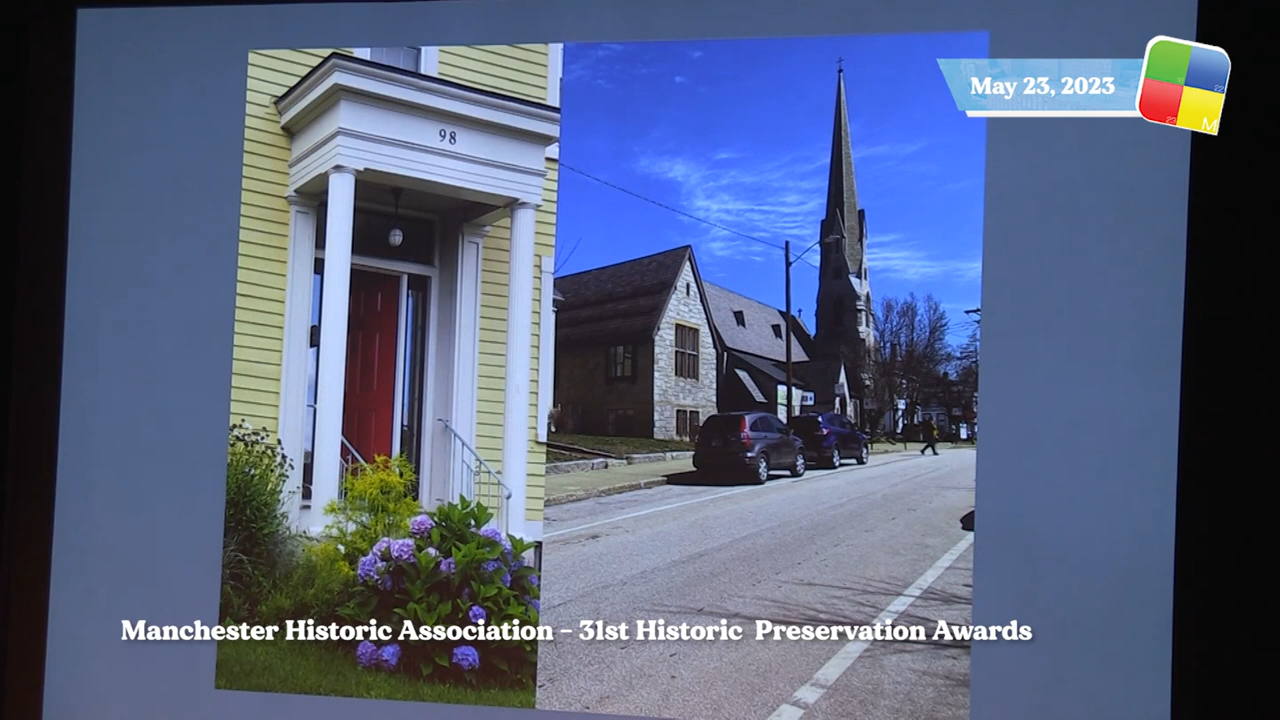 May 23, 2023
98
M
Manchester Historic Association - 31st Historic Preservation Awards